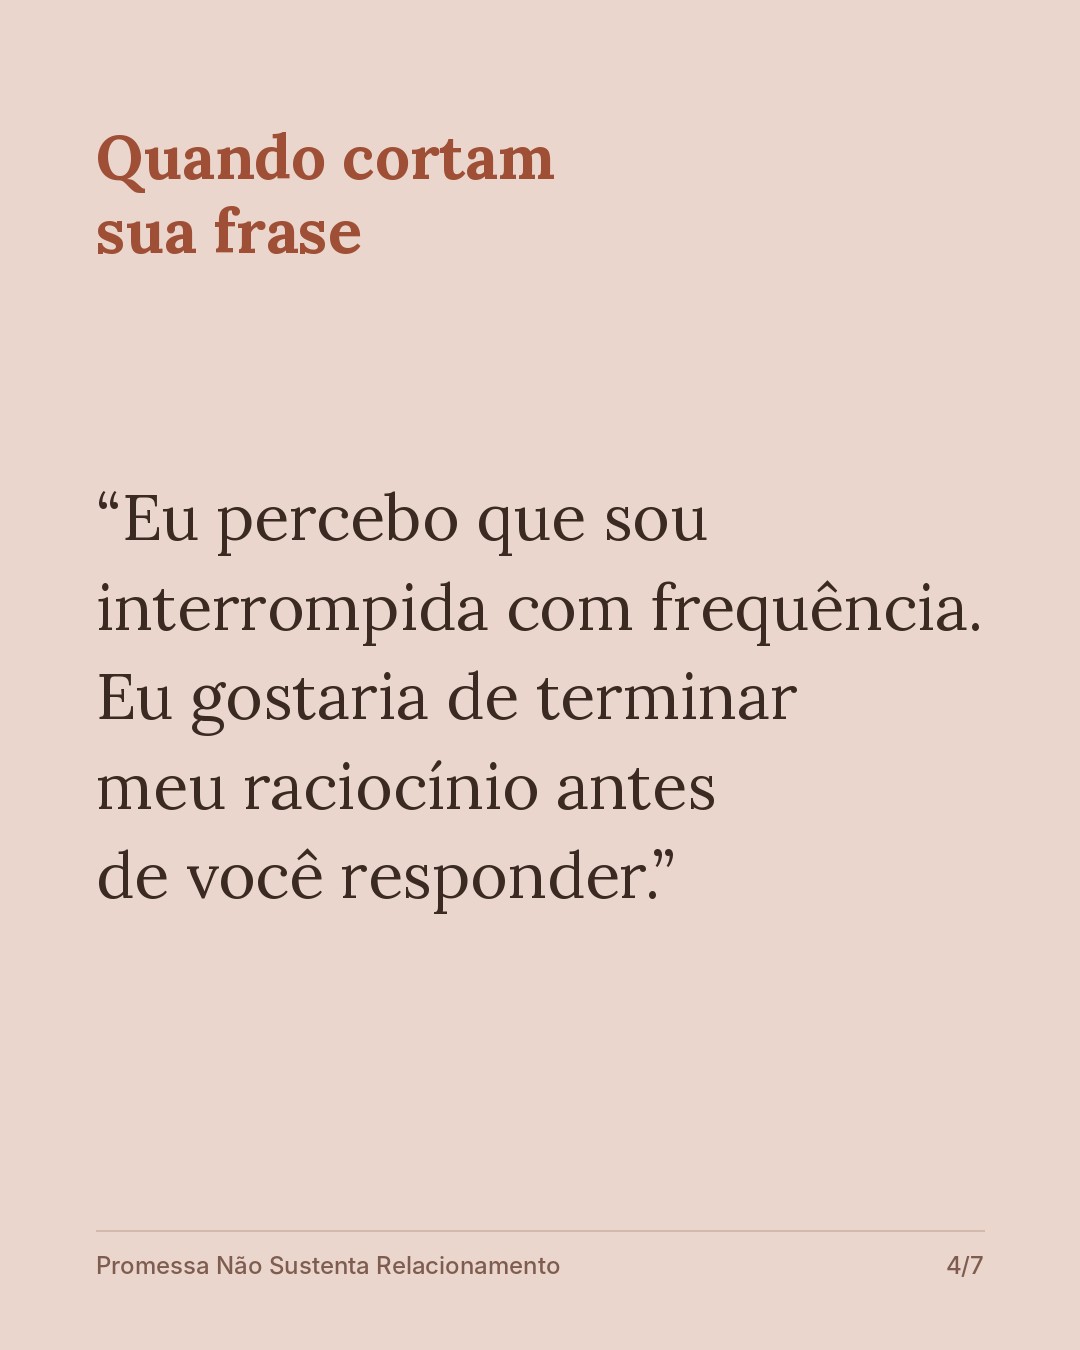 Quando cortam
sua frase
“Eu percebo que sou
interrompida com frequência.
Eu gostaria de terminar
meu raciocínio antes
de você responder.”
Promessa Não Sustenta Relacionamento
4/7